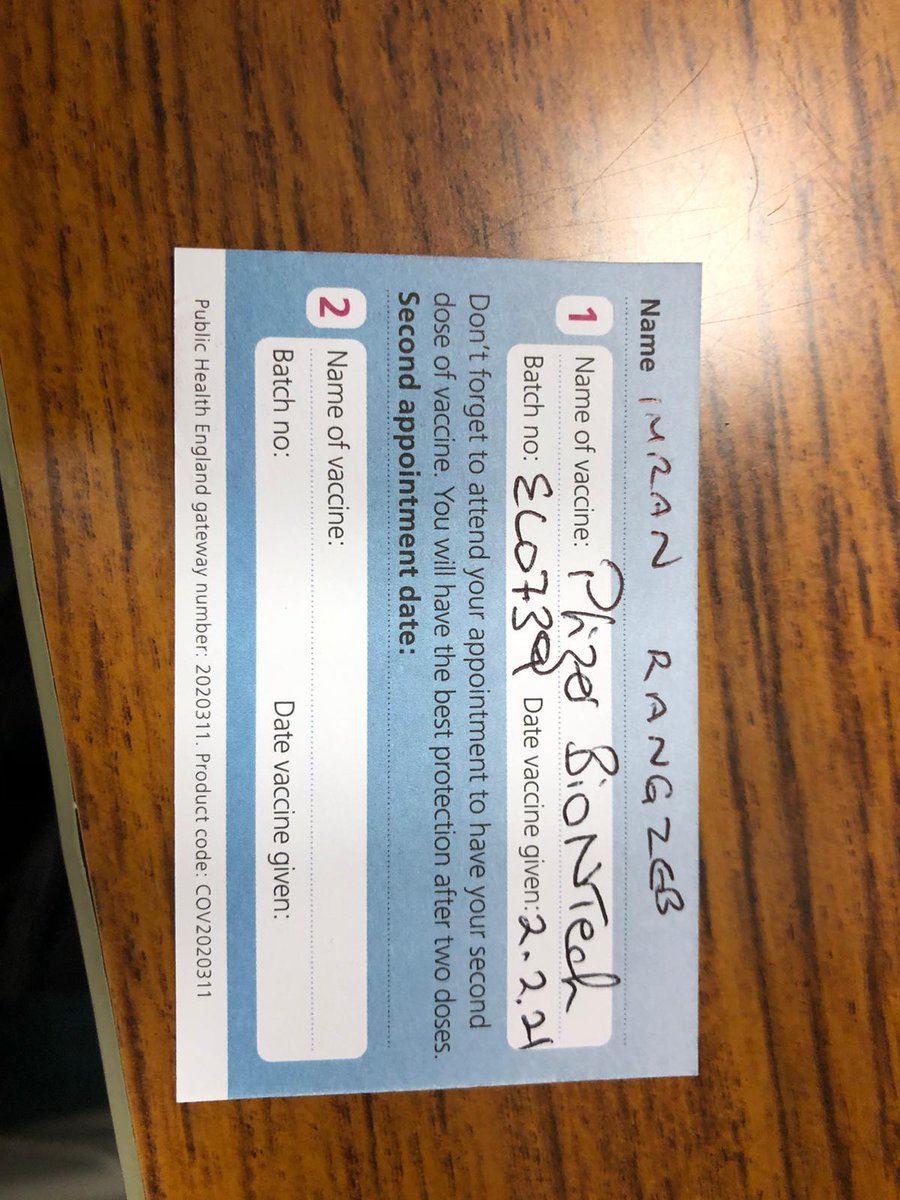 Name IMRAN RANGZEB
1 Name of vaccine: Pfizer BioNTech
Batch no: EL0739 Date vaccine given: 2.2.21
Don't forget to attend your appointment to have your second
dose of vaccine. You will have the best protection after two doses.
Second appointment date:
2 Name of vaccine:
Batch no: Date vaccine given:
Public Health England gateway number: 2020311. Product code: COV2020311